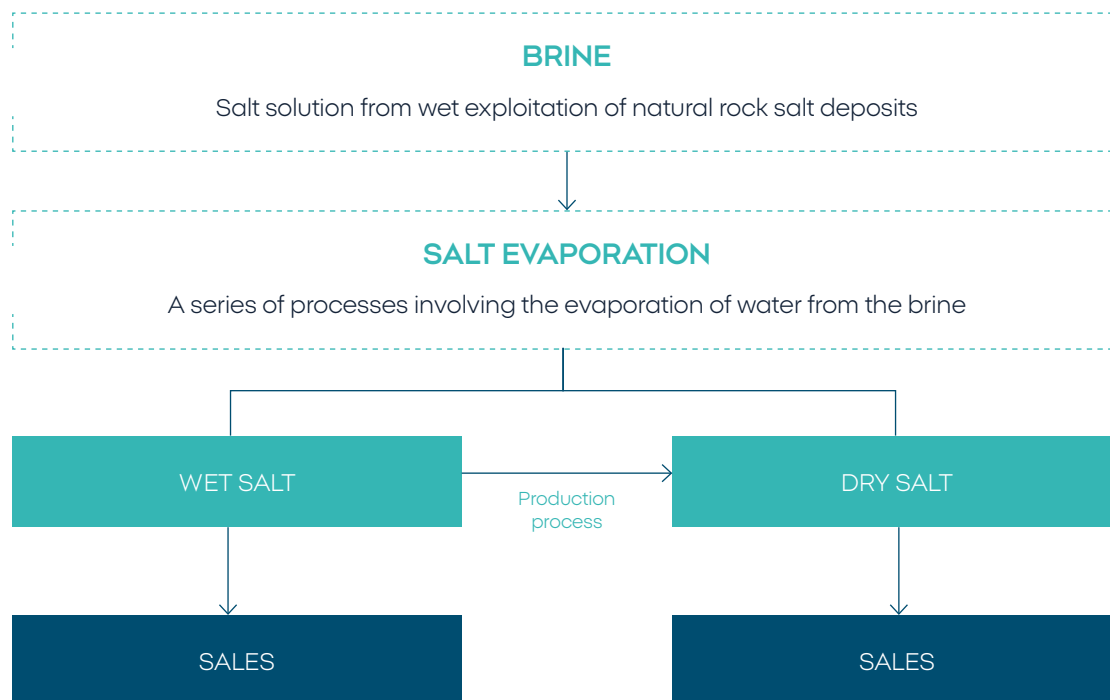 BRINE
Salt solution from wet exploitation of natural rock salt deposits
SALT EVAPORATION
A series of processes involving the evaporation of water from the brine
WET SALT
Production
process
DRY SALT
SALES
SALES